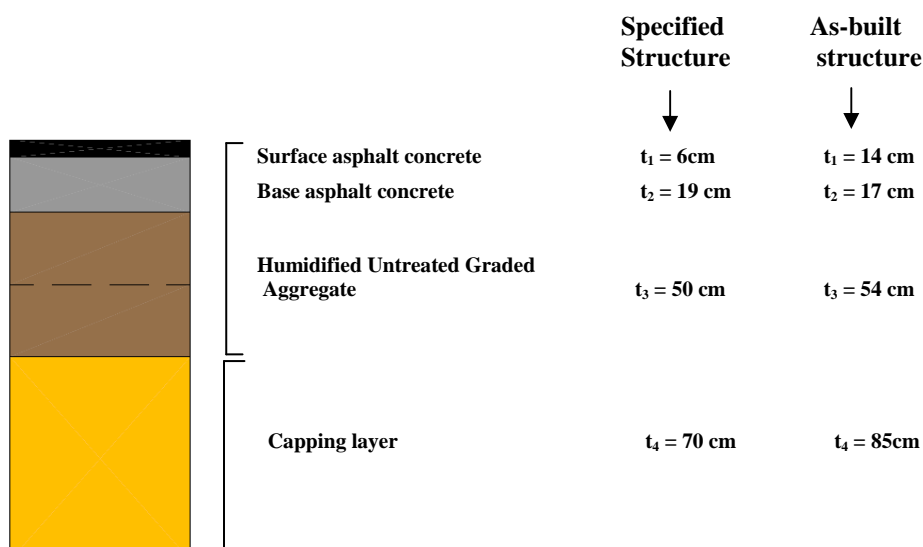 Specified As-built
Structure structure
Surface asphalt concrete t₁ = 6cm t₁ = 14 cm
Base asphalt concrete t₂ = 19 cm t₂ = 17 cm
Humidified Untreated Graded
Aggregate t₃ = 50 cm t₃ = 54 cm
Capping layer t₄ = 70 cm t₄ = 85cm